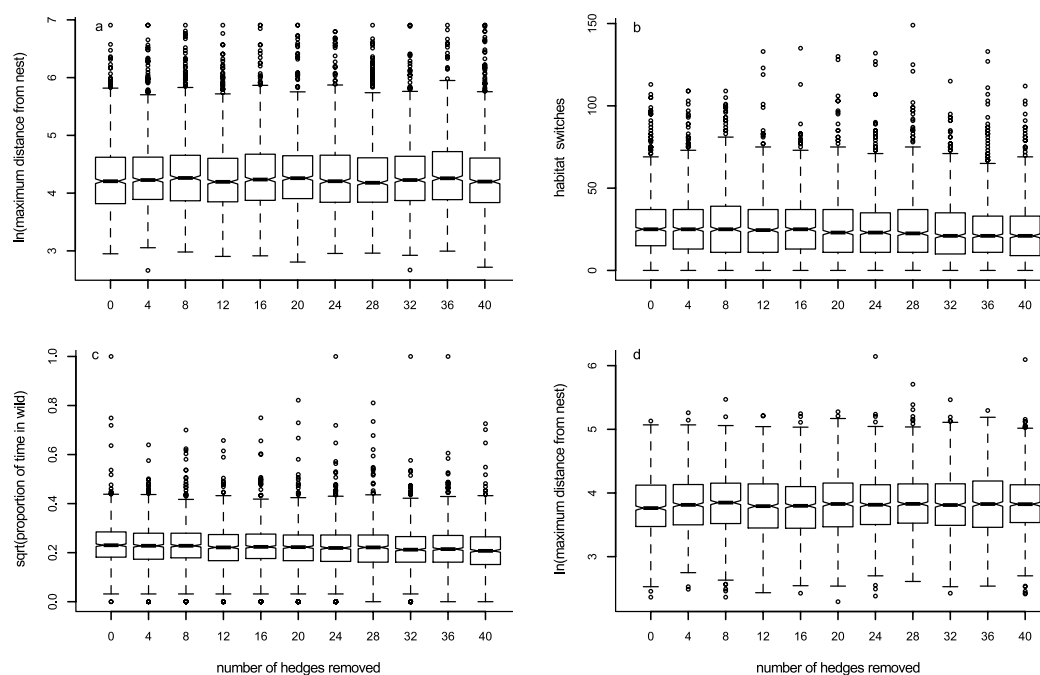 a
ln(maximum distance from nest)
7
6
5
4
3
0 4 8 12 16 20 24 28 32 36 40
b
habitat switches
150
100
50
0
0 4 8 12 16 20 24 28 32 36 40
c
sqrt(proportion of time in wild)
1.0
0.8
0.6
0.4
0.2
0.0
0 4 8 12 16 20 24 28 32 36 40
number of hedges removed
d
ln(maximum distance from nest)
6
5
4
3
0 4 8 12 16 20 24 28 32 36 40
number of hedges removed